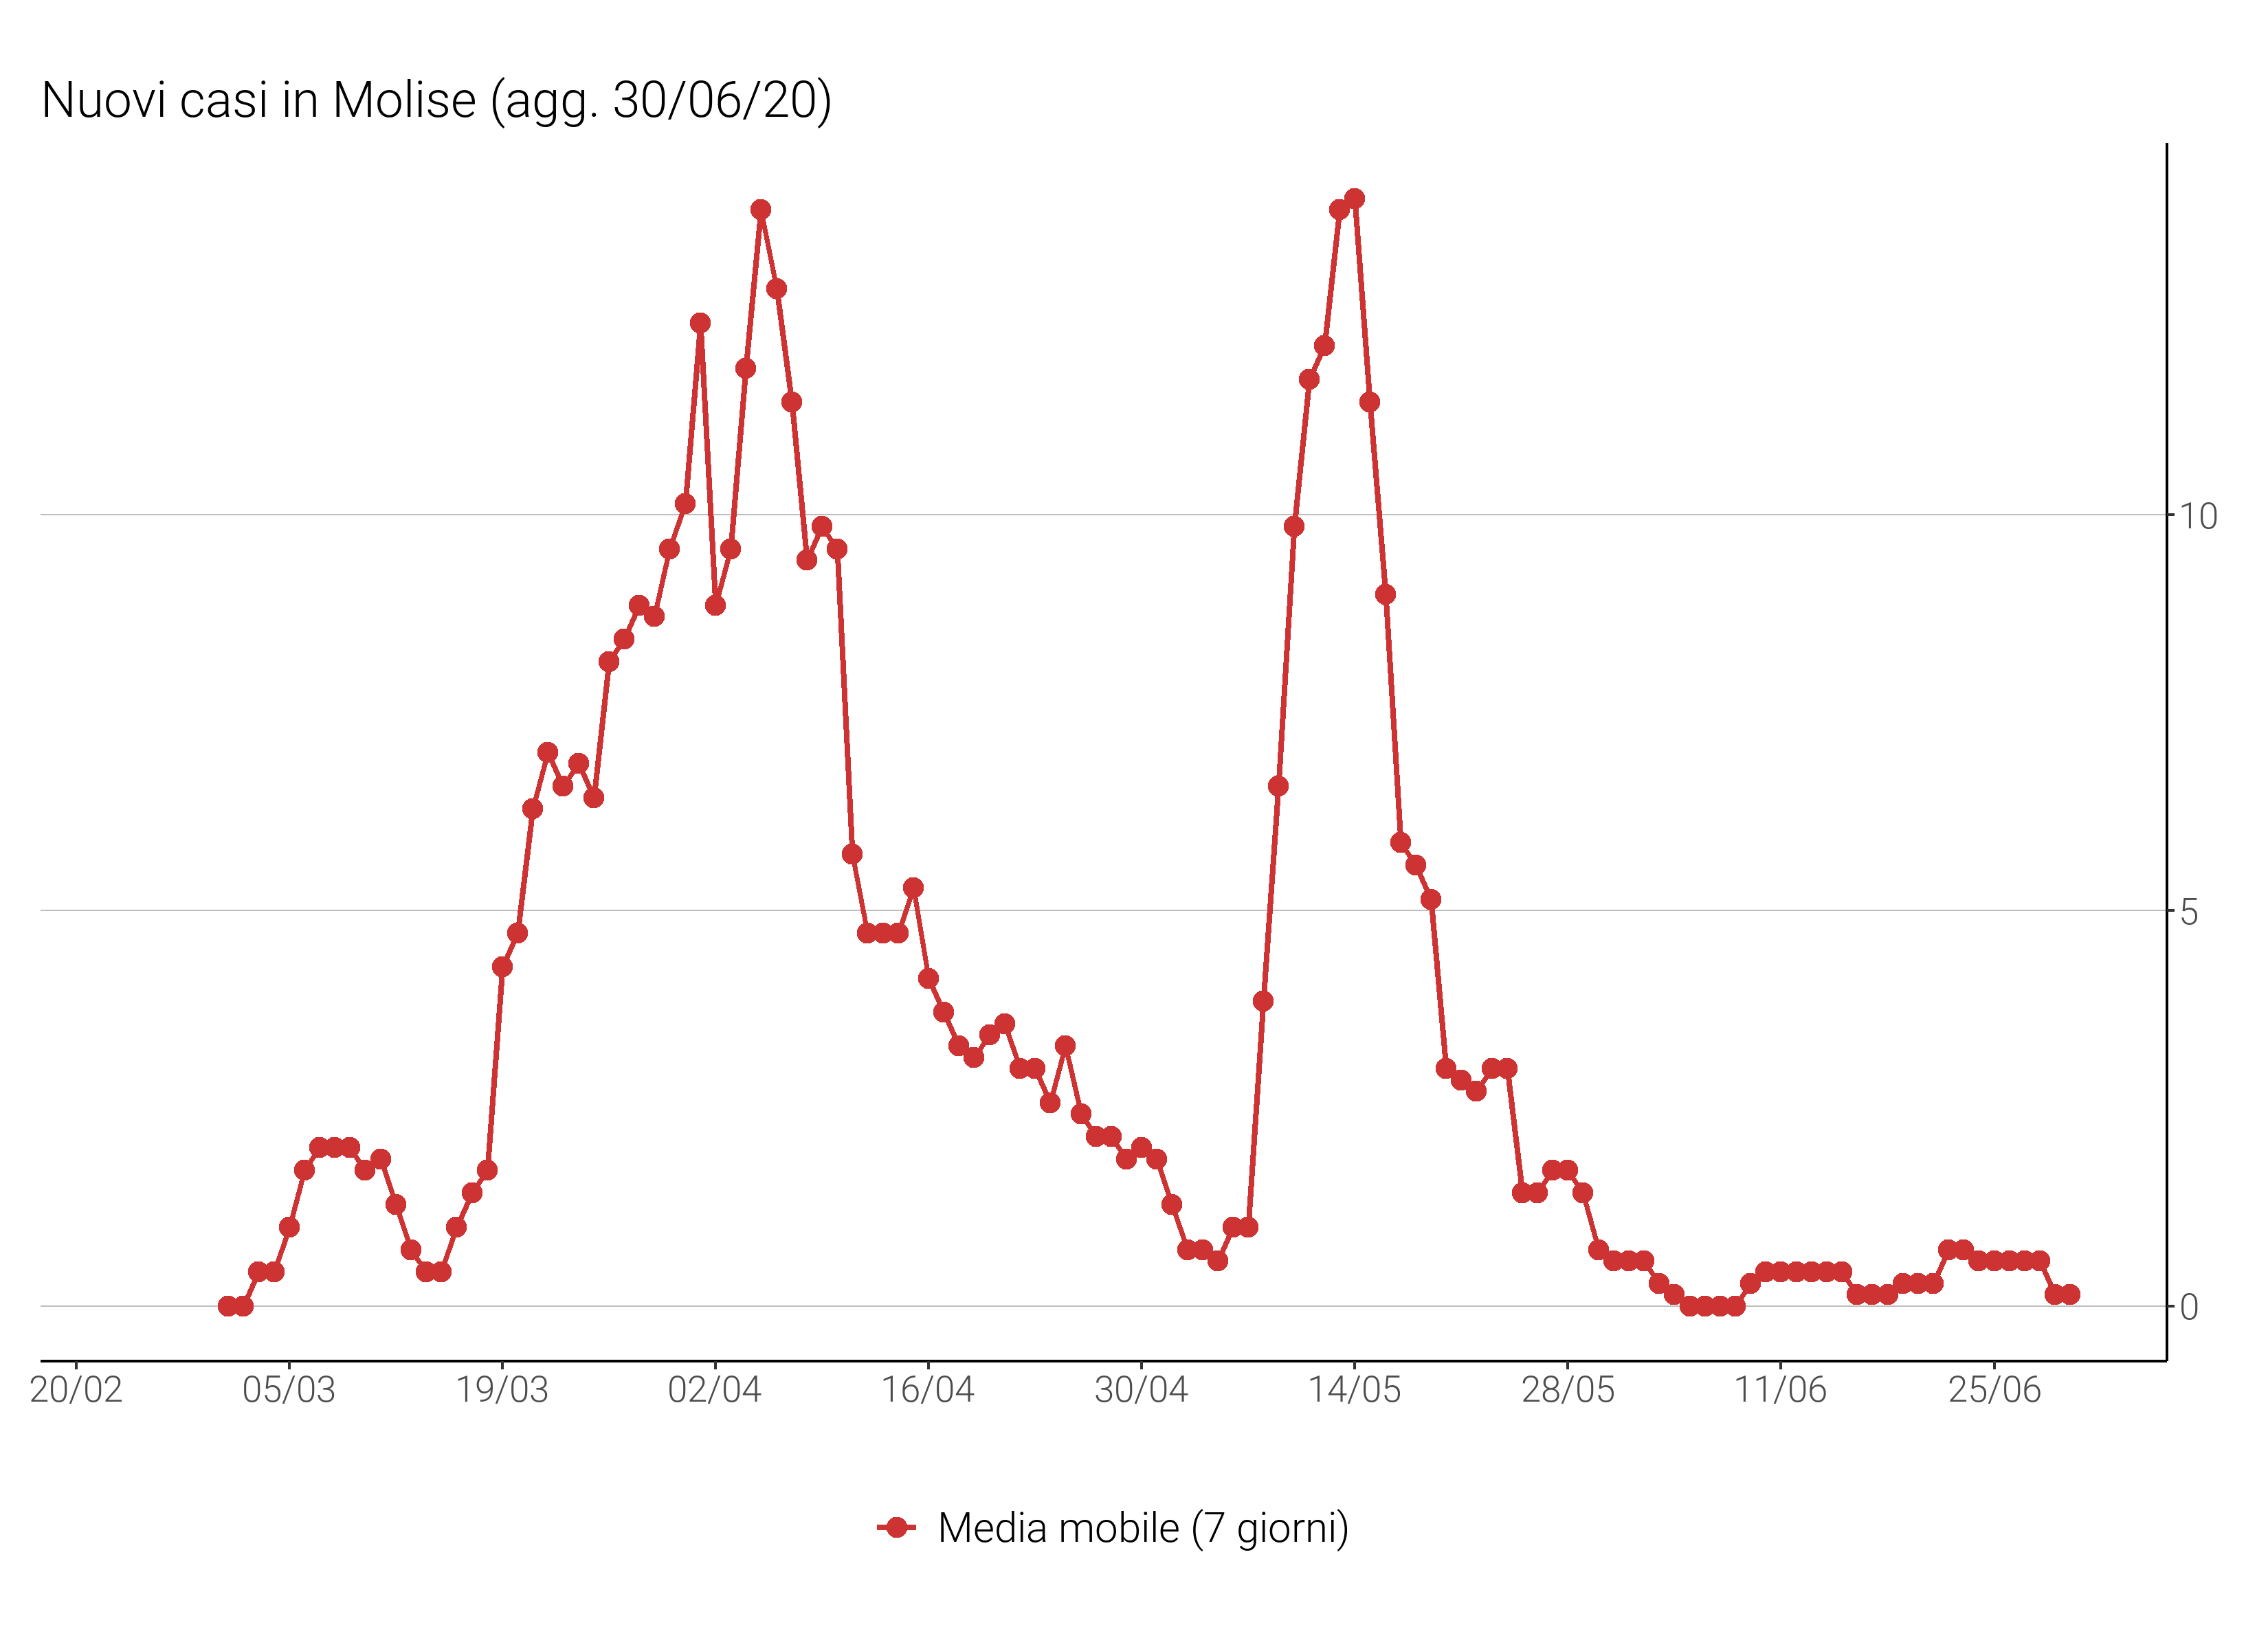 Nuovi casi in Molise (agg. 30/06/20)
10
5
0
20/02 05/03 19/03 02/04 16/04 30/04 14/05 28/05 11/06 25/06
Media mobile (7 giorni)